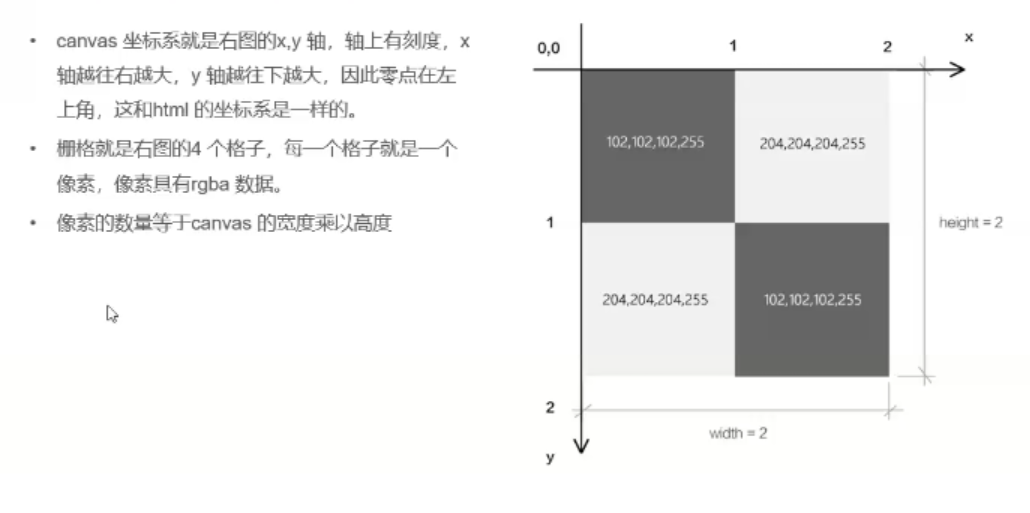 • canvas 坐标系就是右图的x,y 轴，轴上有刻度，x
轴越往右越大，y 轴越往下越大，因此零点在左
上角，这和html 的坐标系是一样的。
• 栅格就是右图的4 个格子，每一个格子就是一个
像素，像素具有rgba 数据。
• 像素的数量等于canvas 的宽度乘以高度
0,0
1
2
x
102,102,102,255
204,204,204,255
1
height = 2
204,204,204,255
102,102,102,255
2
width = 2
y